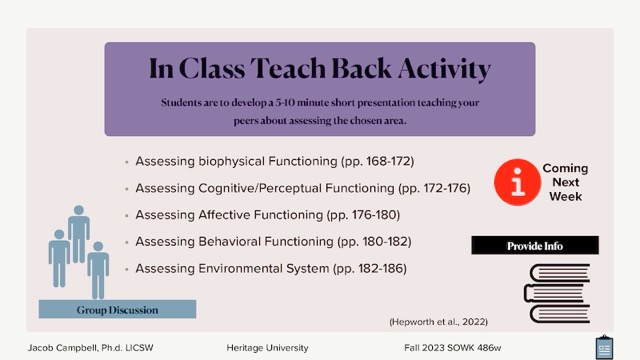 In Class Teach Back Activity
Students are to develop a 5-10 minute short presentation teaching your
peers about assessing the chosen area.
• Assessing biophysical Functioning (pp. 168-172)
• Assessing Cognitive/Perceptual Functioning (pp. 172-176)
• Assessing Affective Functioning (pp. 176-180)
• Assessing Behavioral Functioning (pp. 180-182)
• Assessing Environmental System (pp. 182-186)
Coming
Next
Week
Provide Info
Group Discussion
(Hepworth et al., 2022)
Jacob Campbell, Ph.d. LICSW
Heritage University
Fall 2023 SOWK 486w